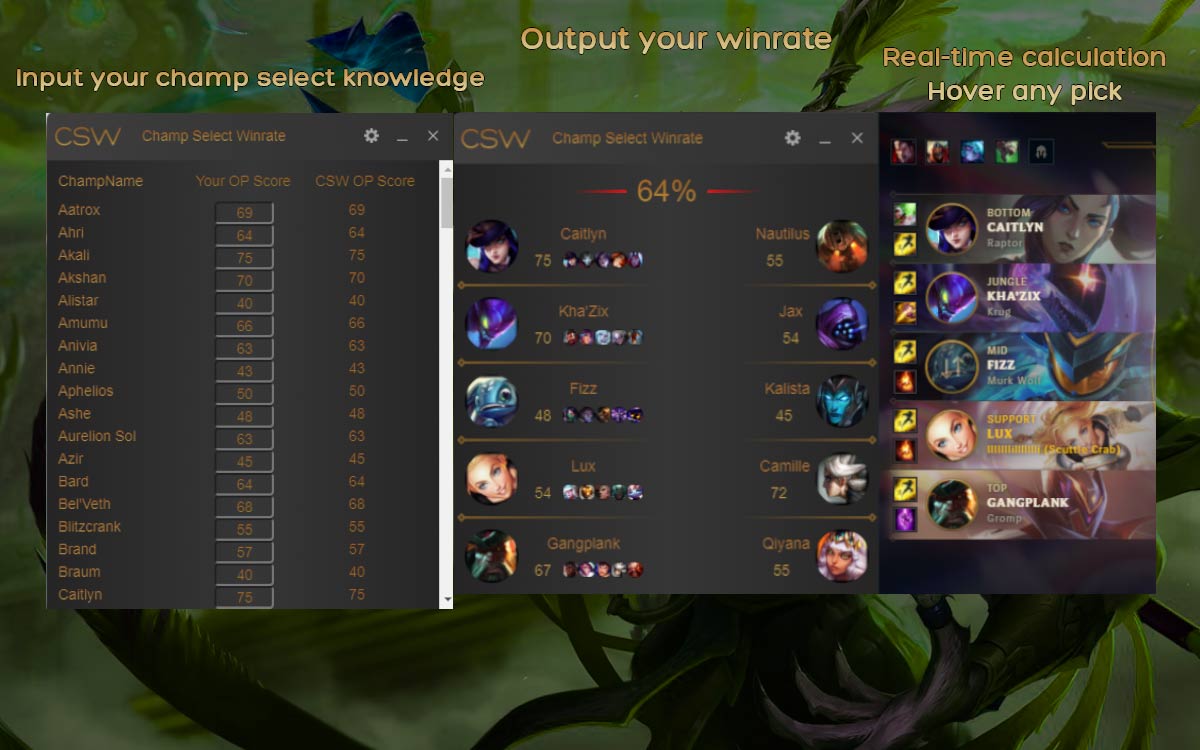 Input your champ select knowledge
Output your winrate
Real-time calculation
Hover any pick
CSW Champ Select Winrate
ChampName Your OP Score CSW OP Score
Aatrox 69 69
Ahri 64 64
Akali 75 75
Akshan 70 70
Alistar 40 40
Amumu 66 66
Anivia 63 63
Annie 43 43
Aphelios 50 50
Ashe 48 48
Aurelion Sol 63 63
Azir 45 45
Bard 64 64
Bel'Veth 68 68
Blitzcrank 55 55
Brand 57 57
Braum 40 40
Caitlyn 75 75
CSW Champ Select Winrate
64%
Caitlyn Nautilus
75 55
Kha'Zix Jax
70 54
Fizz Kalista
48 45
Lux Camille
54 72
Gangplank Qiyana
67 55
BOTTOM
CAITLYN
Raptor
JUNGLE
KHA'ZIX
Krug
MID
FIZZ
Murk Wolf
SUPPORT
LUX
(Scuttle Crab)
TOP
GANGPLANK
Gromp